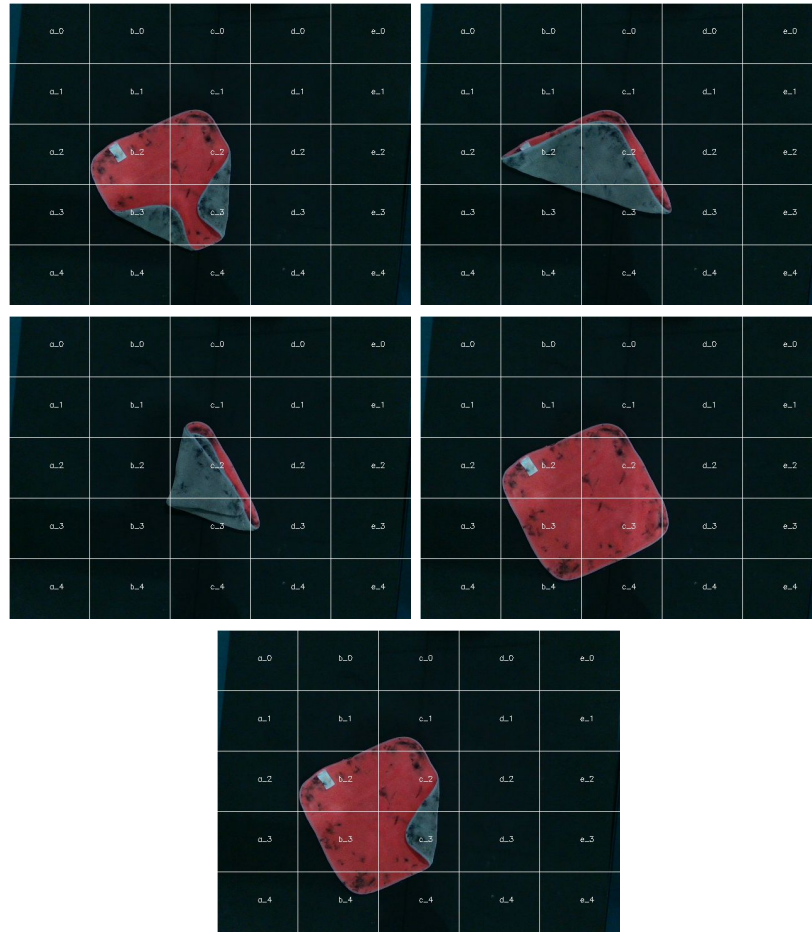 a_0 b_0 c_0 d_0 e_0
a_1 b_1 c_1 d_1 e_1
a_2 b_2 c_2 d_2 e_2
a_3 b_3 c_3 d_3 e_3
a_4 b_4 c_4 d_4 e_4
a_0 b_0 c_0 d_0 e_0
a_1 b_1 c_1 d_1 e_1
a_2 b_2 c_2 d_2 e_2
a_3 b_3 c_3 d_3 e_3
a_4 b_4 c_4 d_4 e_4
a_0 b_0 c_0 d_0 e_0
a_1 b_1 c_1 d_1 e_1
a_2 b_2 c_2 d_2 e_2
a_3 b_3 c_3 d_3 e_3
a_4 b_4 c_4 d_4 e_4
a_0 b_0 c_0 d_0 e_0
a_1 b_1 c_1 d_1 e_1
a_2 b_2 c_2 d_2 e_2
a_3 b_3 c_3 d_3 e_3
a_4 b_4 c_4 d_4 e_4
a_0 b_0 c_0 d_0 e_0
a_1 b_1 c_1 d_1 e_1
a_2 b_2 c_2 d_2 e_2
a_3 b_3 c_3 d_3 e_3
a_4 b_4 c_4 d_4 e_4